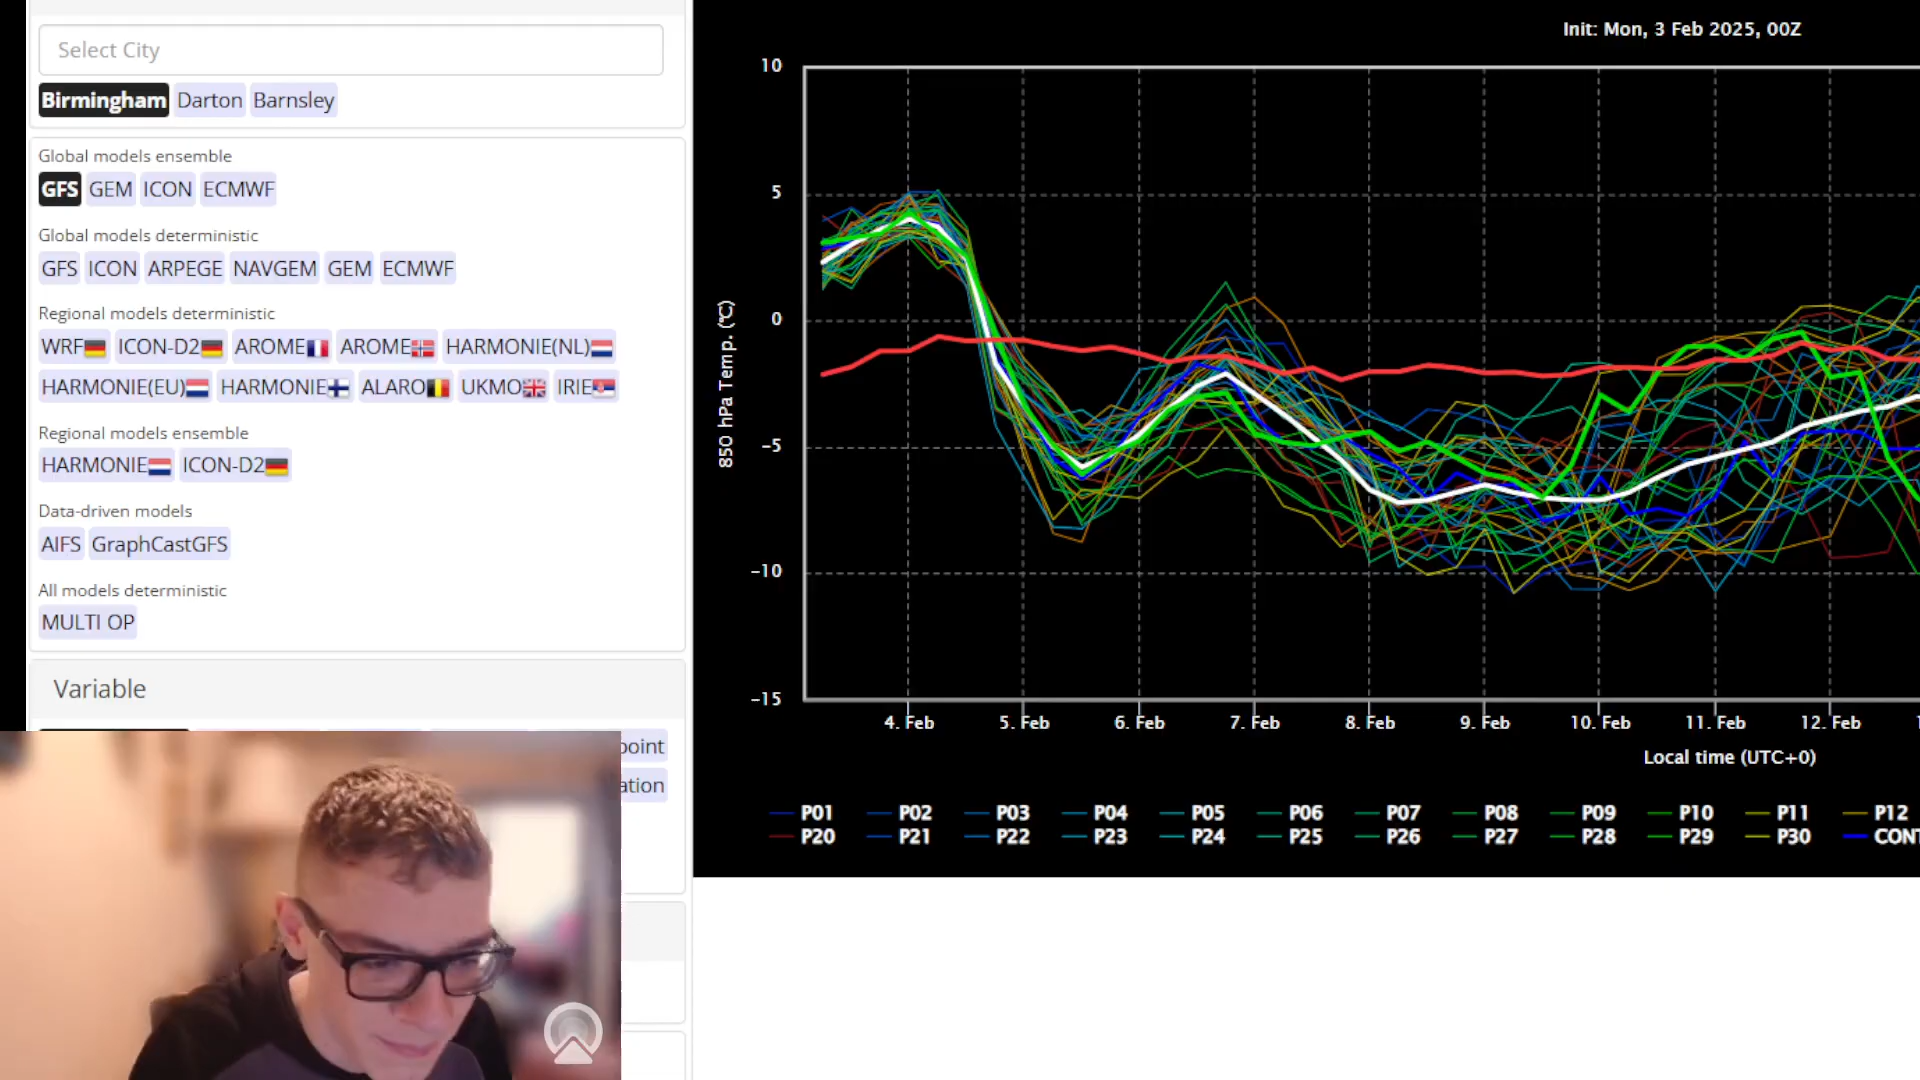 Select City
Birmingham Darton Barnsley
Global models ensemble
GFS GEM ICON ECMWF
Global models deterministic
GFS ICON ARPEGE NAVGEM GEM ECMWF
Regional models deterministic
WRF ICON-D2 AROME AROME HARMONIE(NL)
HARMONIE(EU) HARMONIE ALARO UKMO IRIE
Regional models ensemble
HARMONIE ICON-D2
Data-driven models
AIFS GraphCastGFS
All models deterministic
MULTI OP
Variable
point
ation
Init: Mon, 3 Feb 2025, 00Z
850 hPa Temp. (°C)
10
5
0
-5
-10
-15
4. Feb 5. Feb 6. Feb 7. Feb 8. Feb 9. Feb 10. Feb 11. Feb 12. Feb 1
Local time (UTC+0)
P01 P02 P03 P04 P05 P06 P07 P08 P09 P10 P11 P12
P20 P21 P22 P23 P24 P25 P26 P27 P28 P29 P30 CONT